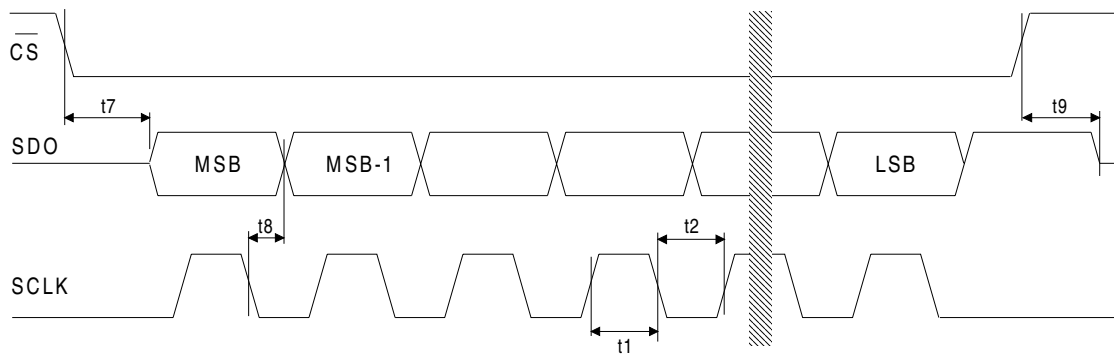 CS
t7
t9
SDO
MSB
MSB-1
LSB
t8
t2
SCLK
t1